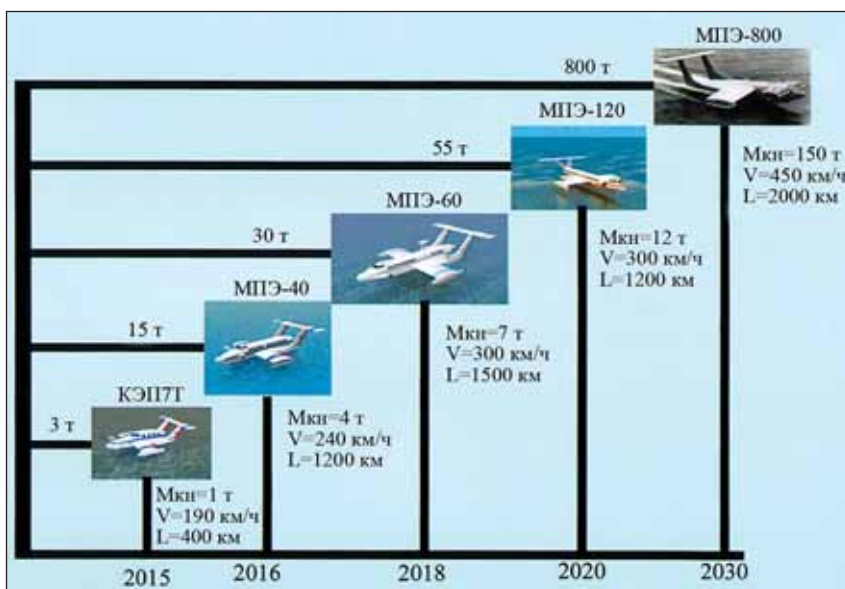 МПЭ-800
800 т
МПЭ-120
Мкн=150 т
V=450 км/ч
L=2000 км
55 т
МПЭ-60
Мкн=12 т
V=300 км/ч
L=1200 км
30 т
МПЭ-40
Мкн=7 т
V=300 км/ч
L=1500 км
15 т
КЭП7Т
Мкн=4 т
V=240 км/ч
L=1200 км
3 т
Мкн=1 т
V=190 км/ч
L=400 км
2015
2016
2018
2020
2030